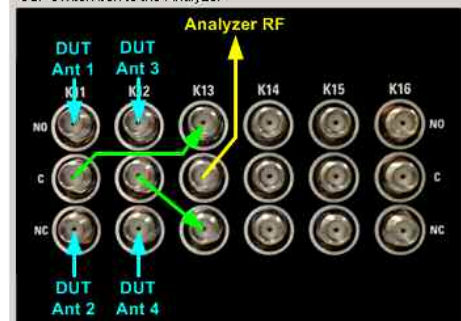 Analyzer RF
DUT DUT
Ant 1 Ant 3
K11 K12 K13 K14 K15 K16
NO NO
C C
NC NC
DUT DUT
Ant 2 Ant 4